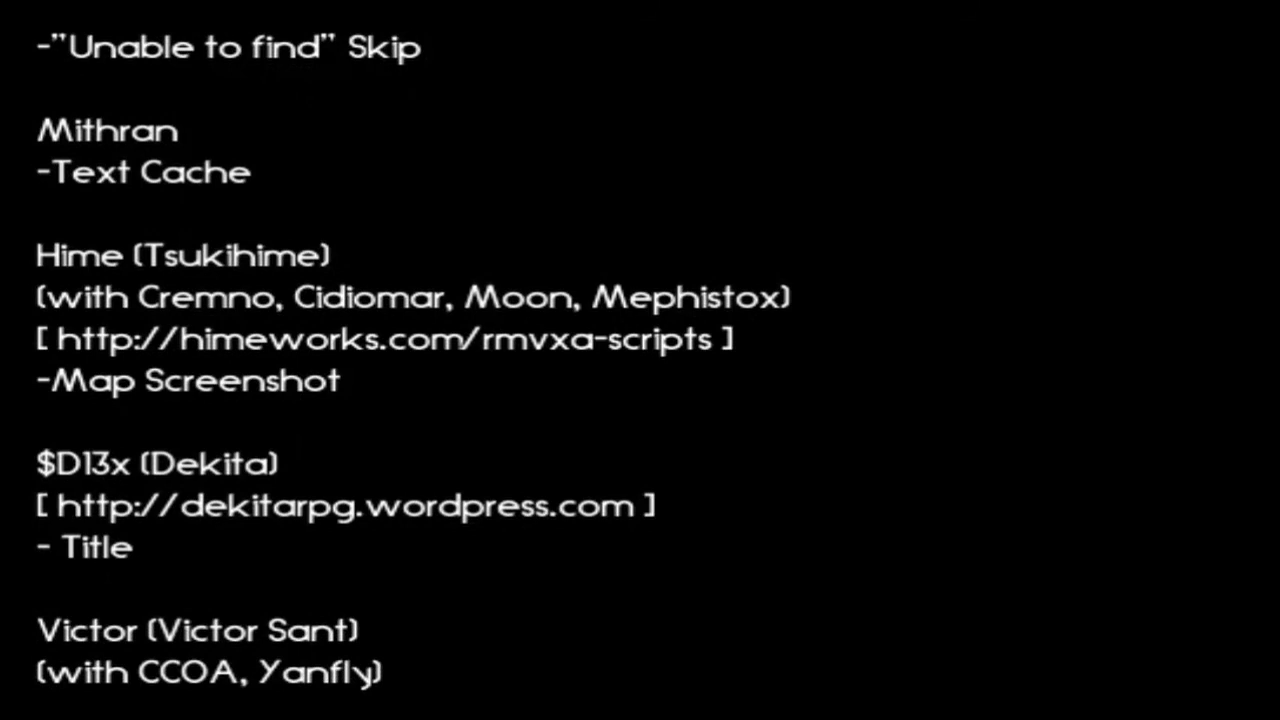 -"Unable to find" Skip
Mithran
-Text Cache
Hime (Tsukihime)
(with Cremno, Cidiomar, Moon, Mephistox)
[ http://himeworks.com/rmvxa-scripts ]
-Map Screenshot
$D13x (Dekita)
[ http://dekitarpg.wordpress.com ]
- Title
Victor (Victor Sant)
(with CCOA, Yanfly)